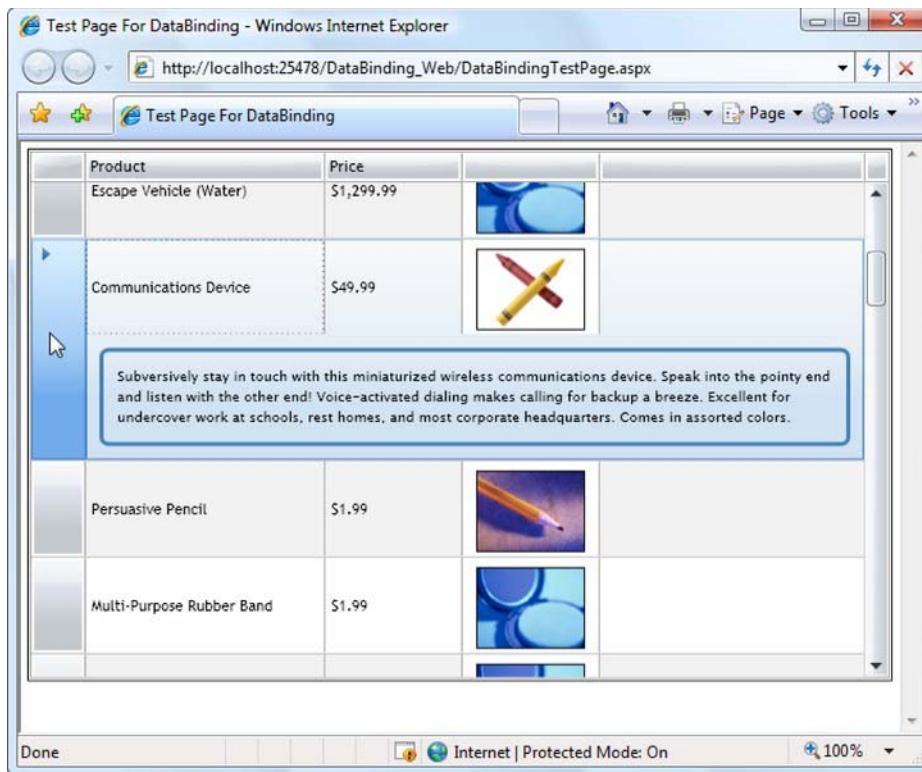 Test Page For DataBinding - Windows Internet Explorer
http://localhost:25478/DataBinding_Web/DataBindingTestPage.aspx
Test Page For DataBinding
Page
Tools
Product Price
Escape Vehicle (Water) $1,299.99
Communications Device $49.99
Subversively stay in touch with this miniaturized wireless communications device. Speak into the pointy end
and listen with the other end! Voice-activated dialing makes calling for backup a breeze. Excellent for
undercover work at schools, rest homes, and most corporate headquarters. Comes in assorted colors.
Persuasive Pencil $1.99
Multi-Purpose Rubber Band $1.99
Done
Internet | Protected Mode: On
100%